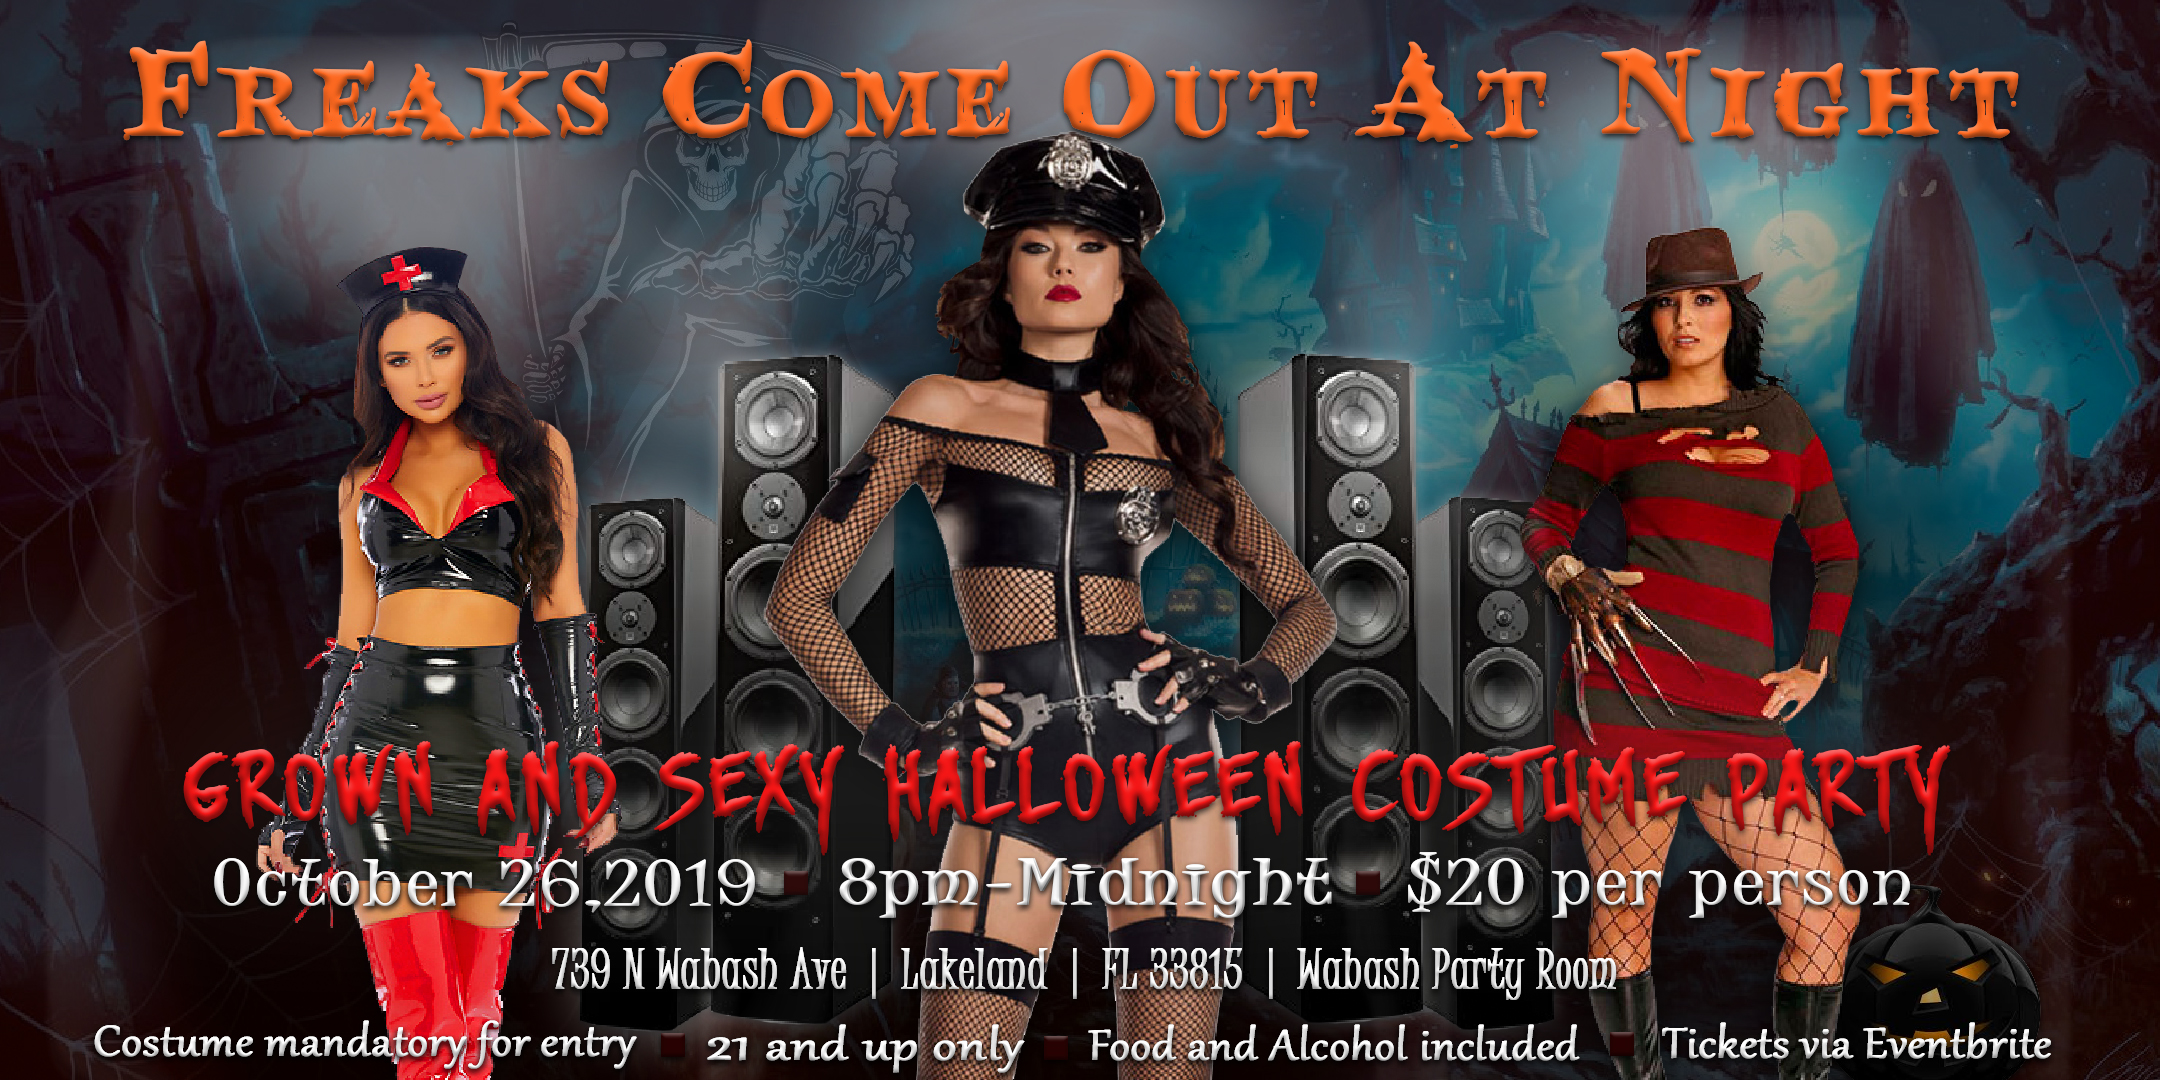 Freaks Come Out At Night
GROWN AND SEXY HALLOWEEN COSTUME PARTY
October 26,2019 ▪ 8pm-Midnight ▪ $20 per person
739 N Wabash Ave | Lakeland | FL 33815 | Wabash Party Room
Costume mandatory for entry ▪ 21 and up only ▪ Food and Alcohol included ▪ Tickets via Eventbrite